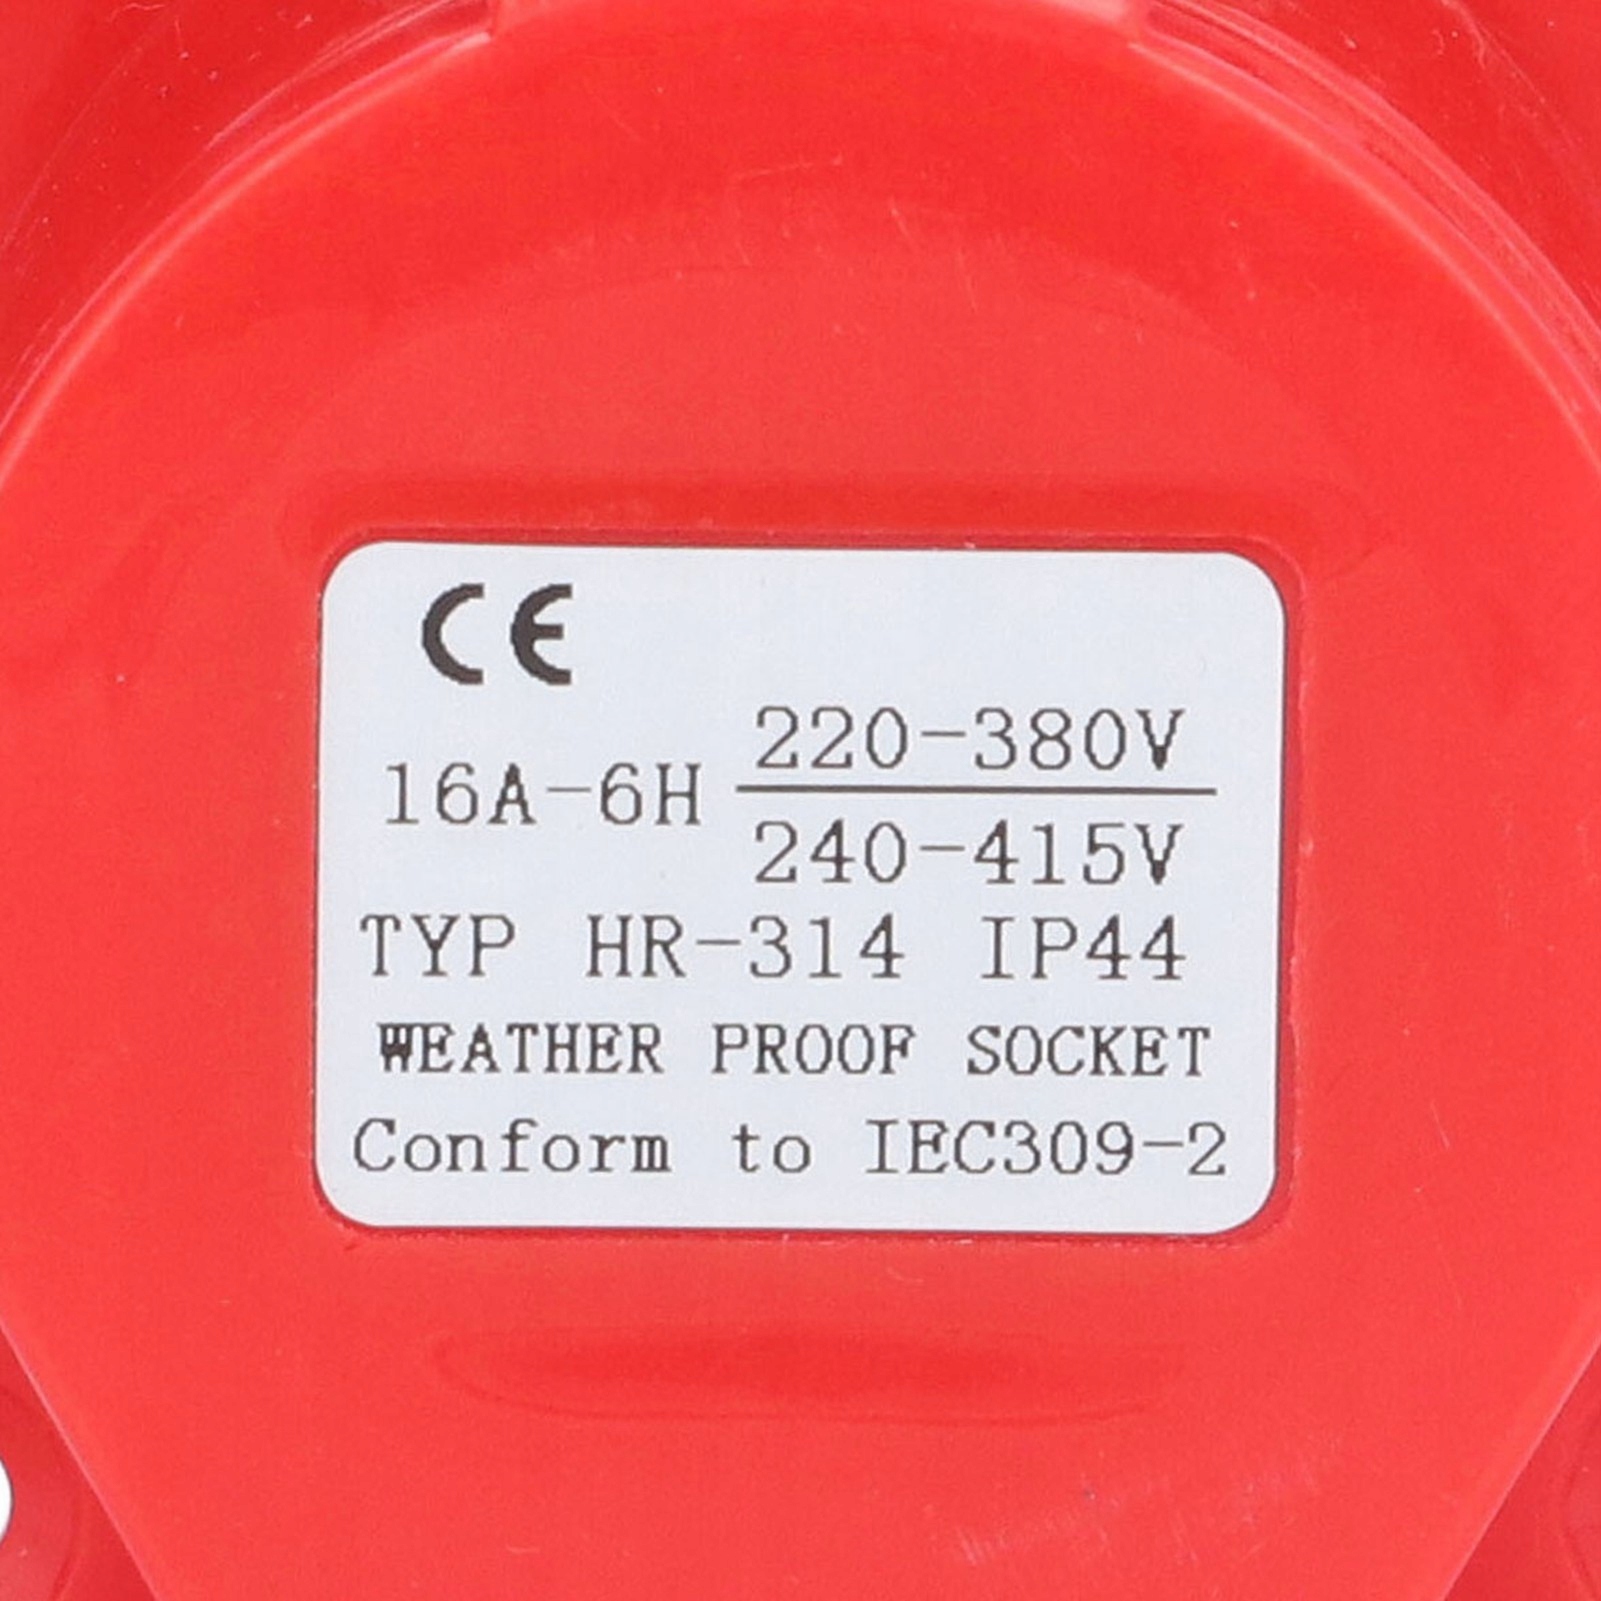 CE
16A-6H 220-380V
240-415V
TYP HR-314 IP44
WEATHER PROOF SOCKET
Conform to IEC309-2